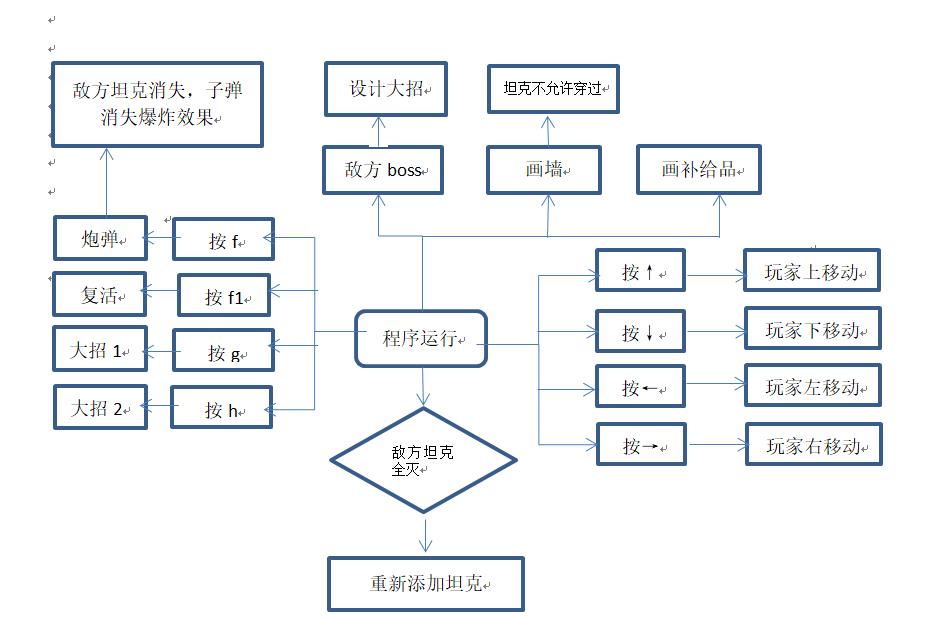 敌方坦克消失，子弹
消失爆炸效果
设计大招
坦克不允许穿过
敌方 boss
画墙
画补给品
炮弹
按 f
复活
按 f1
大招 1
按 g
大招 2
按 h
程序运行
按↑
玩家上移动
按↓
玩家下移动
按←
玩家左移动
按→
玩家右移动
敌方坦克
全灭
重新添加坦克